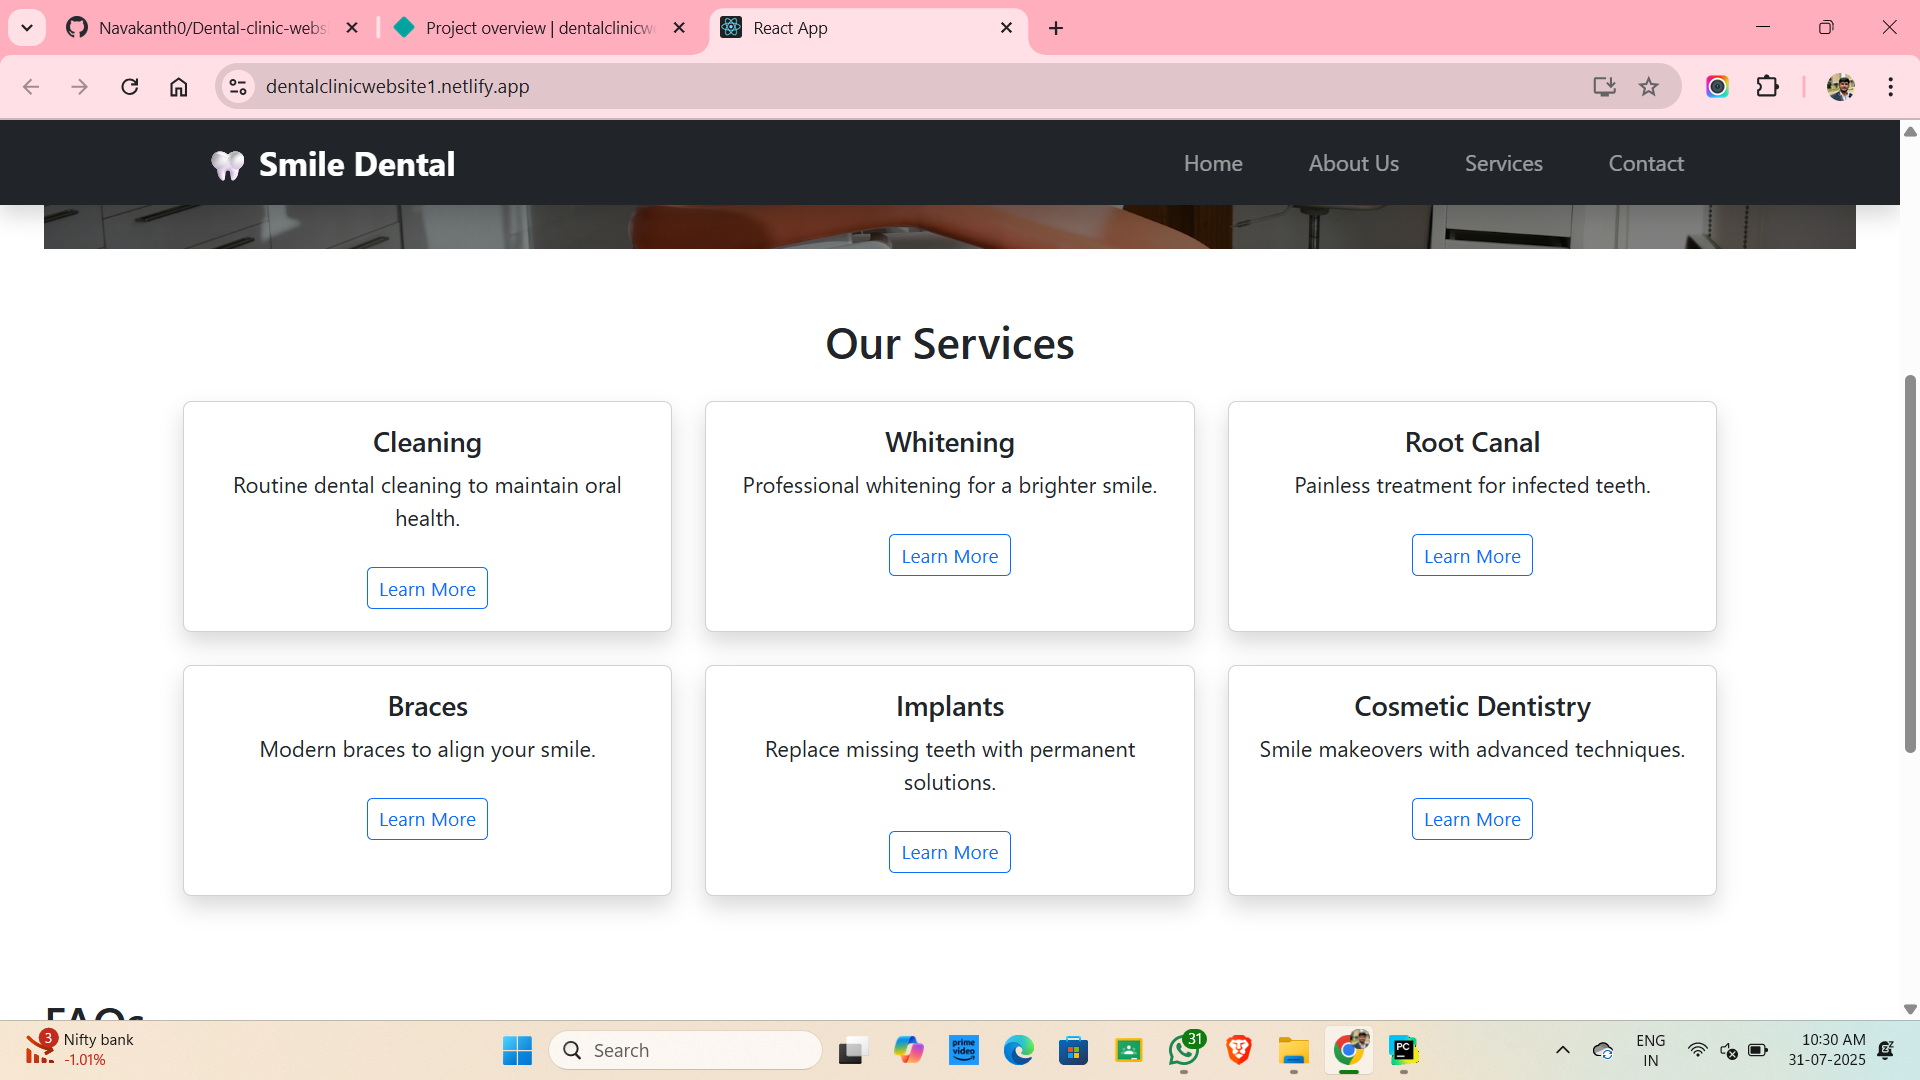 Navakanth0/Dental-clinic-webs
Project overview | dentalclinicw
React App
dentalclinicwebsite1.netlify.app
Smile Dental
Home
About Us
Services
Contact
Our Services
Cleaning
Routine dental cleaning to maintain oral
health.
Learn More
Whitening
Professional whitening for a brighter smile.
Learn More
Root Canal
Painless treatment for infected teeth.
Learn More
Braces
Modern braces to align your smile.
Learn More
Implants
Replace missing teeth with permanent
solutions.
Learn More
Cosmetic Dentistry
Smile makeovers with advanced techniques.
Learn More
FAQs
3
Nifty bank
-1.01%
Search
prime
video
31
PC
ENG
IN
10:30 AM
31-07-2025